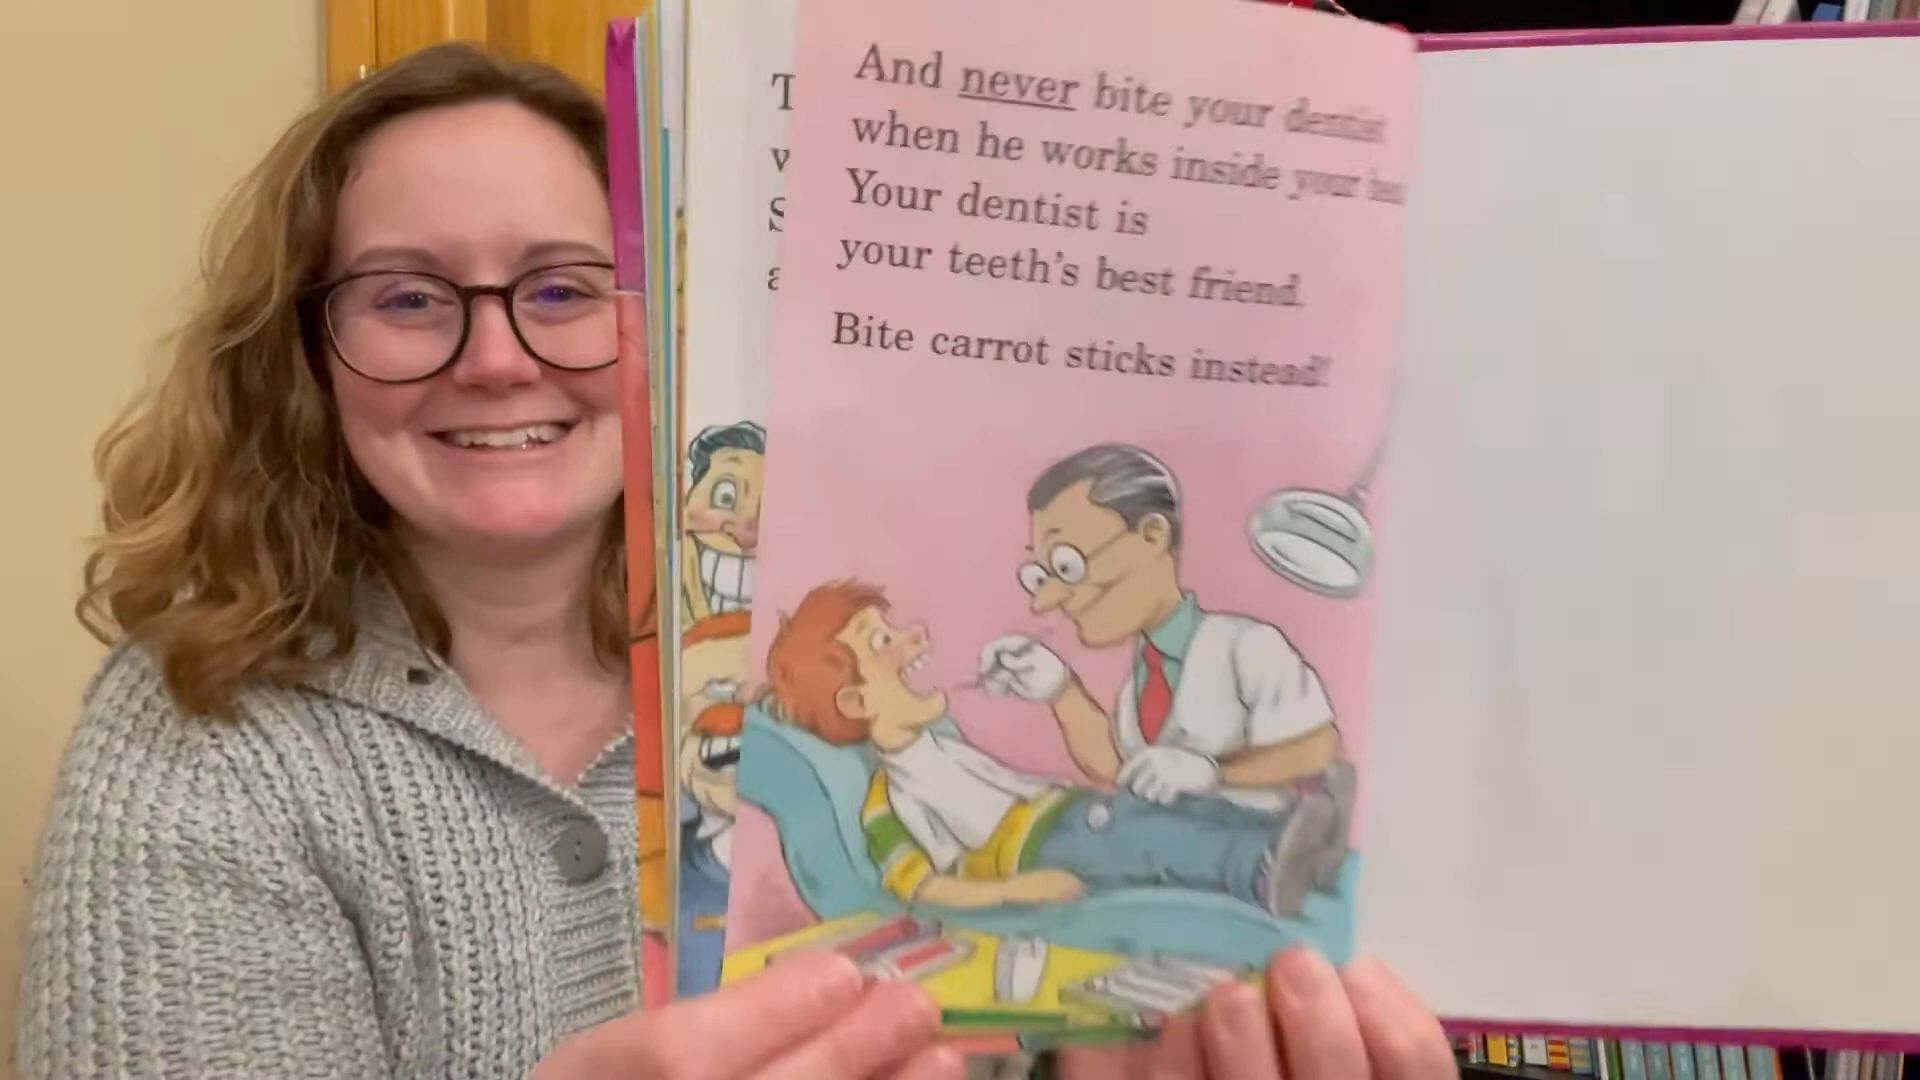 And never bite your dentist
when he works inside your
Your dentist is
your teeth's best friend.
Bite carrot sticks instead!
T
v
S
a